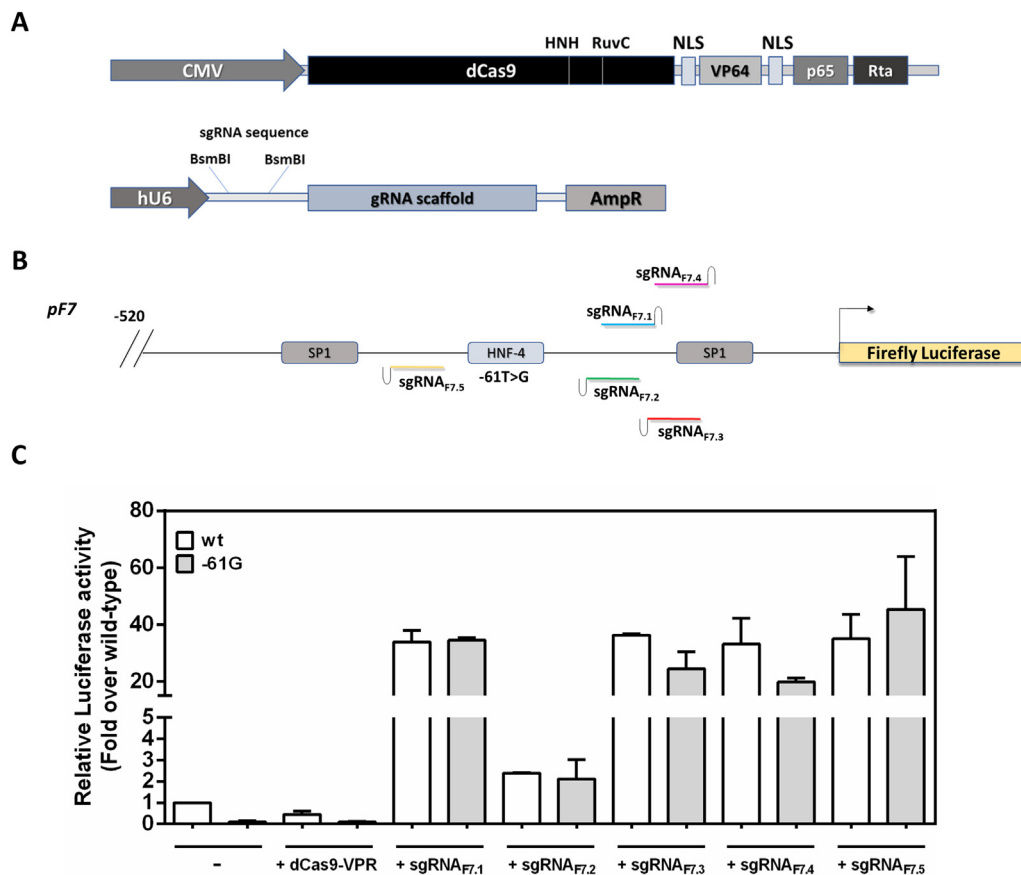 A
HNH RuvC NLS NLS
CMV dCas9 VP64 p65 Rta
sgRNA sequence
BsmBI BsmBI
hU6 gRNA scaffold AmpR
B
sgRNAF7.4
pF7 -520 sgRNAF7.1
SP1 HNF-4 SP1 Firefly Luciferase
-61T>G
sgRNAF7.5 sgRNAF7.2
sgRNAF7.3
C
Relative Luciferase activity
(Fold over wild-type)
80
60
40
20
5
4
3
2
1
0
wt
-61G
– + dCas9-VPR + sgRNAF7.1 + sgRNAF7.2 + sgRNAF7.3 + sgRNAF7.4 + sgRNAF7.5